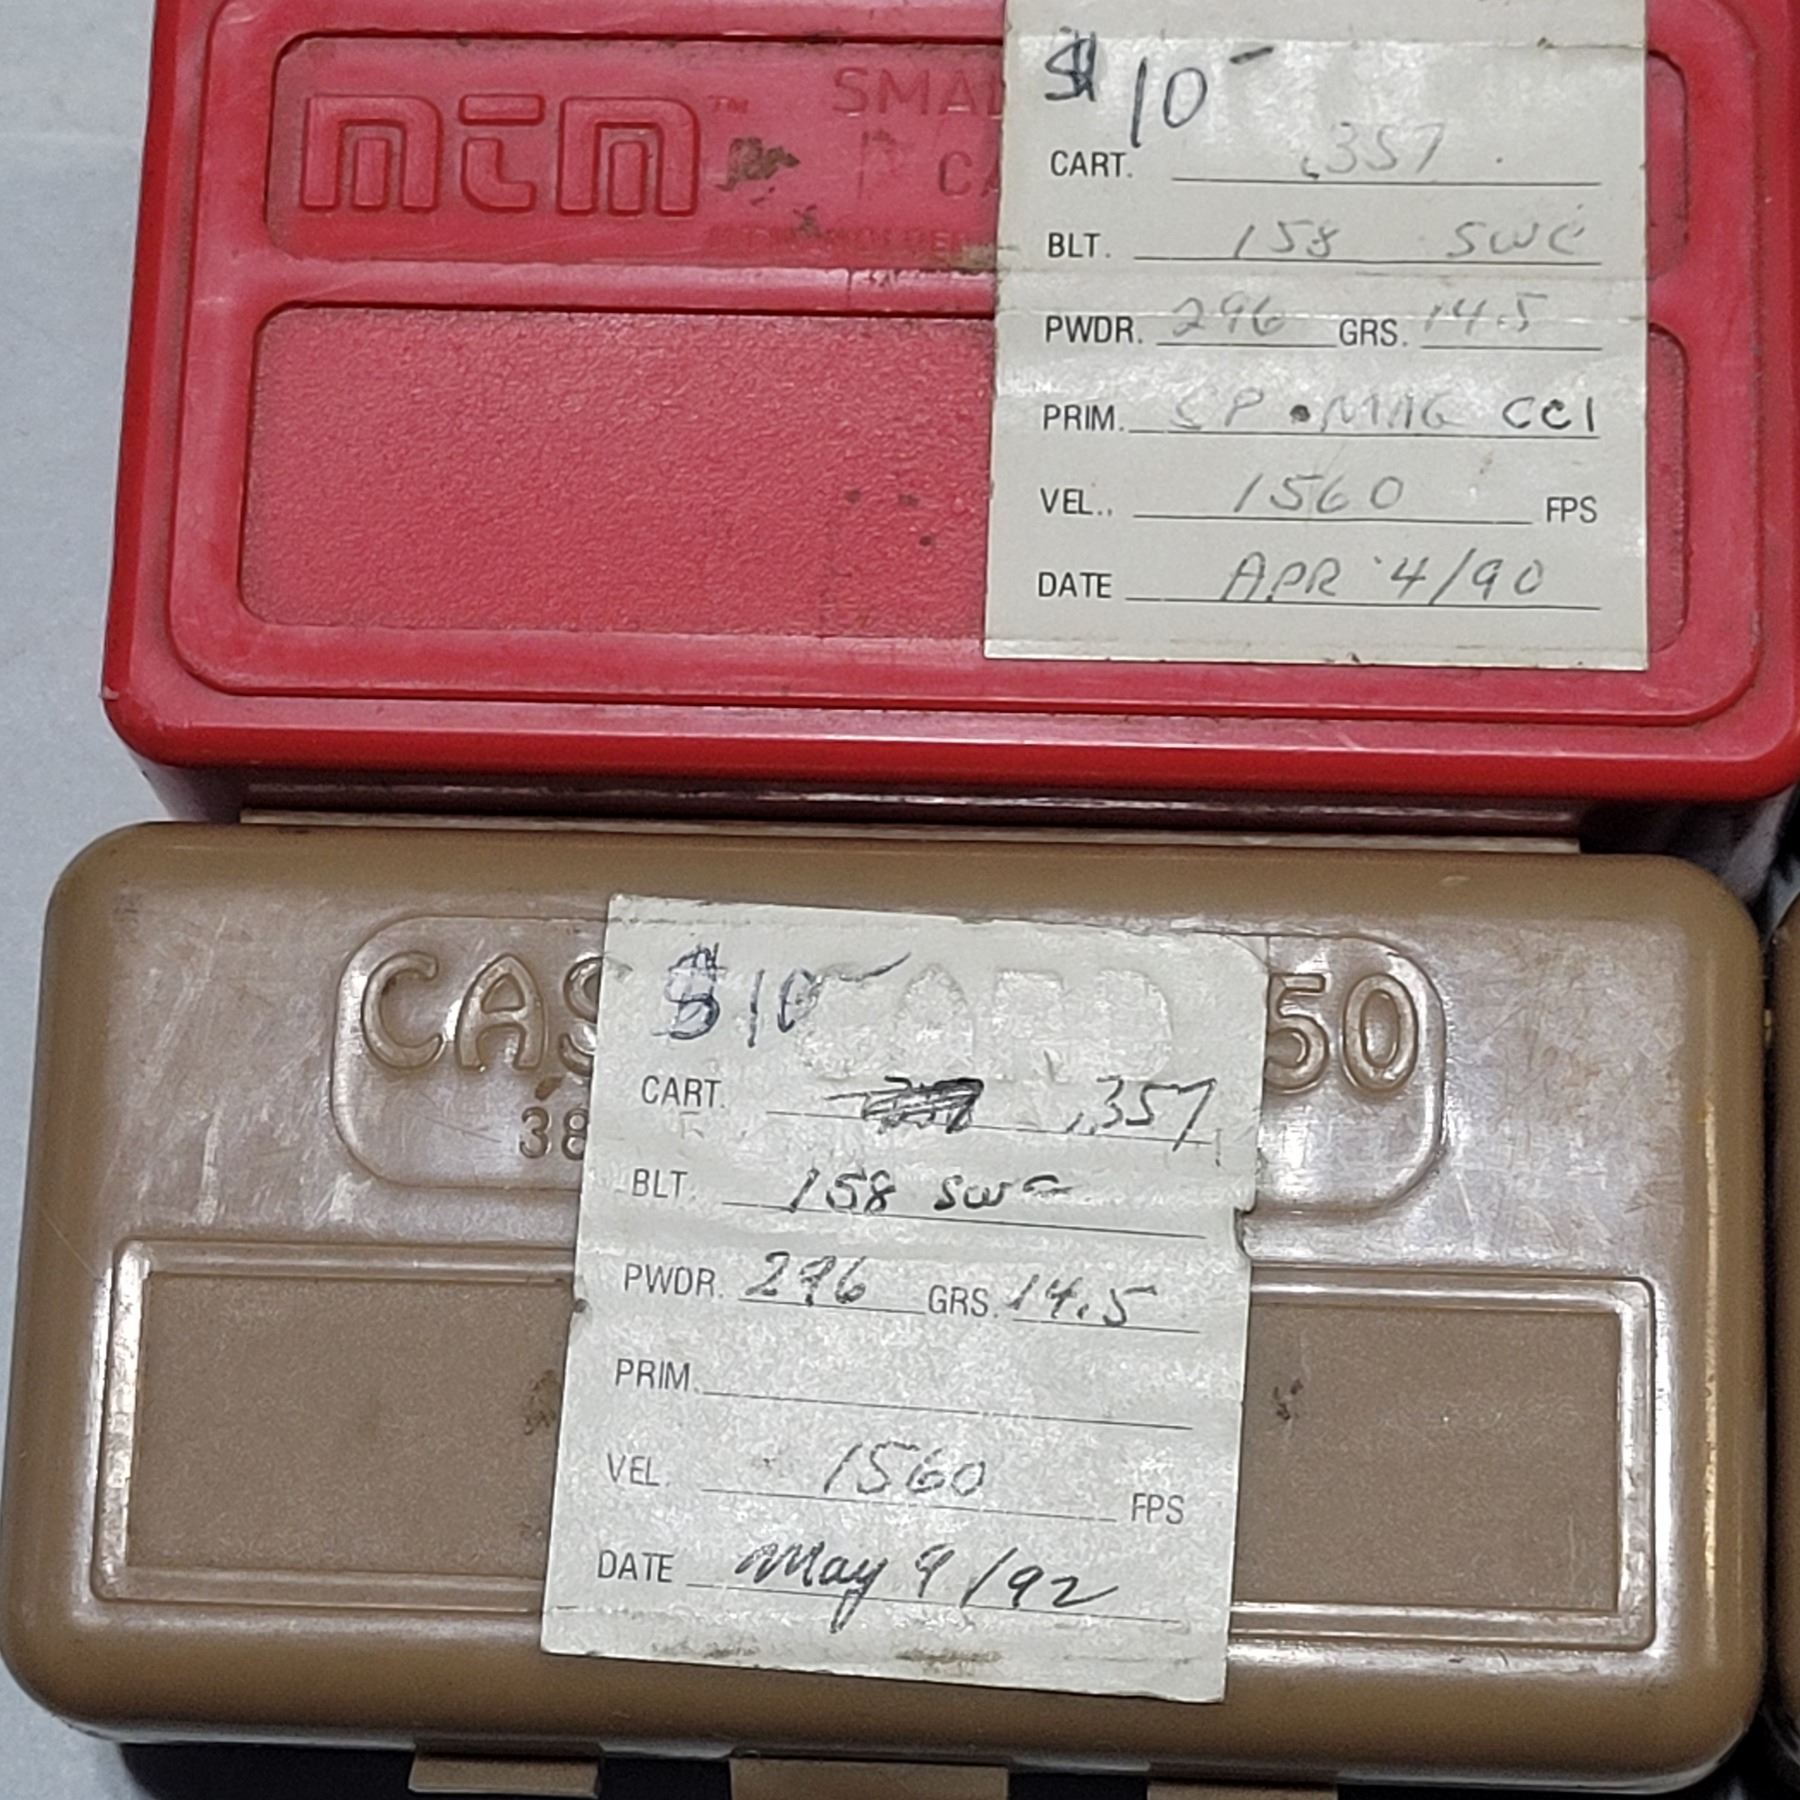 mtm™ SMAL
CA
$10-
CART. .357
BLT. 158 SWC
PWDR. 296 GRS. 14.5
PRIM. SP • MAG CCI
VEL.. 1560 FPS
DATE APR 4/90
CAS 50
38
$10-
CART. .357
BLT. 158 SWC
PWDR. 296 GRS. 14.5
PRIM.
VEL. 1560 FPS
DATE May 9/92